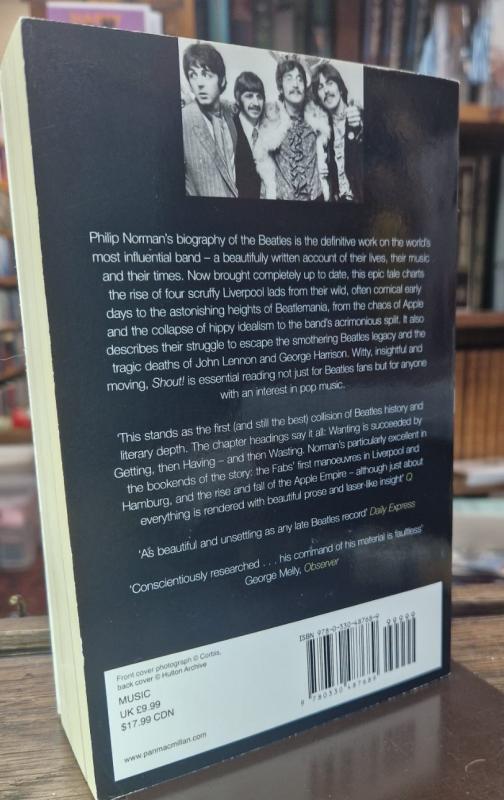 Philip Norman's biography of the Beatles is the definitive work on the world's
most influential band – a beautifully written account of their lives, their music
and their times. Now brought completely up to date, this epic tale charts
the rise of four scruffy Liverpool lads from their wild, often comical early
days to the astonishing heights of Beatlemania, from the chaos of Apple
and the collapse of hippy idealism to the band's acrimonious split. It also
describes their struggle to escape the smothering Beatles legacy and the
tragic deaths of John Lennon and George Harrison. Witty, insightful and
moving, Shout! is essential reading not just for Beatles fans but for anyone
with an interest in pop music.
'This stands as the first (and still the best) collision of Beatles history and
literary depth. The chapter headings say it all: Wanting is succeeded by
Getting, then Having – and then Wasting. Norman's particularly excellent in
the bookends of the story: the Fabs' first manoeuvres in Liverpool and
Hamburg, and the rise and fall of the Apple Empire – although just about
everything is rendered with beautiful prose and laser-like insight' Q
'As beautiful and unsettling as any late Beatles record' Daily Express
'Conscientiously researched . . . his command of his material is faultless'
George Melly, Observer
Front cover photograph © Corbis,
back cover © Hulton Archive
MUSIC
UK £9.99
$17.99 CDN
www.panmacmillan.com
ISBN 978-0-330-48768-9
99999
9 780330 487689